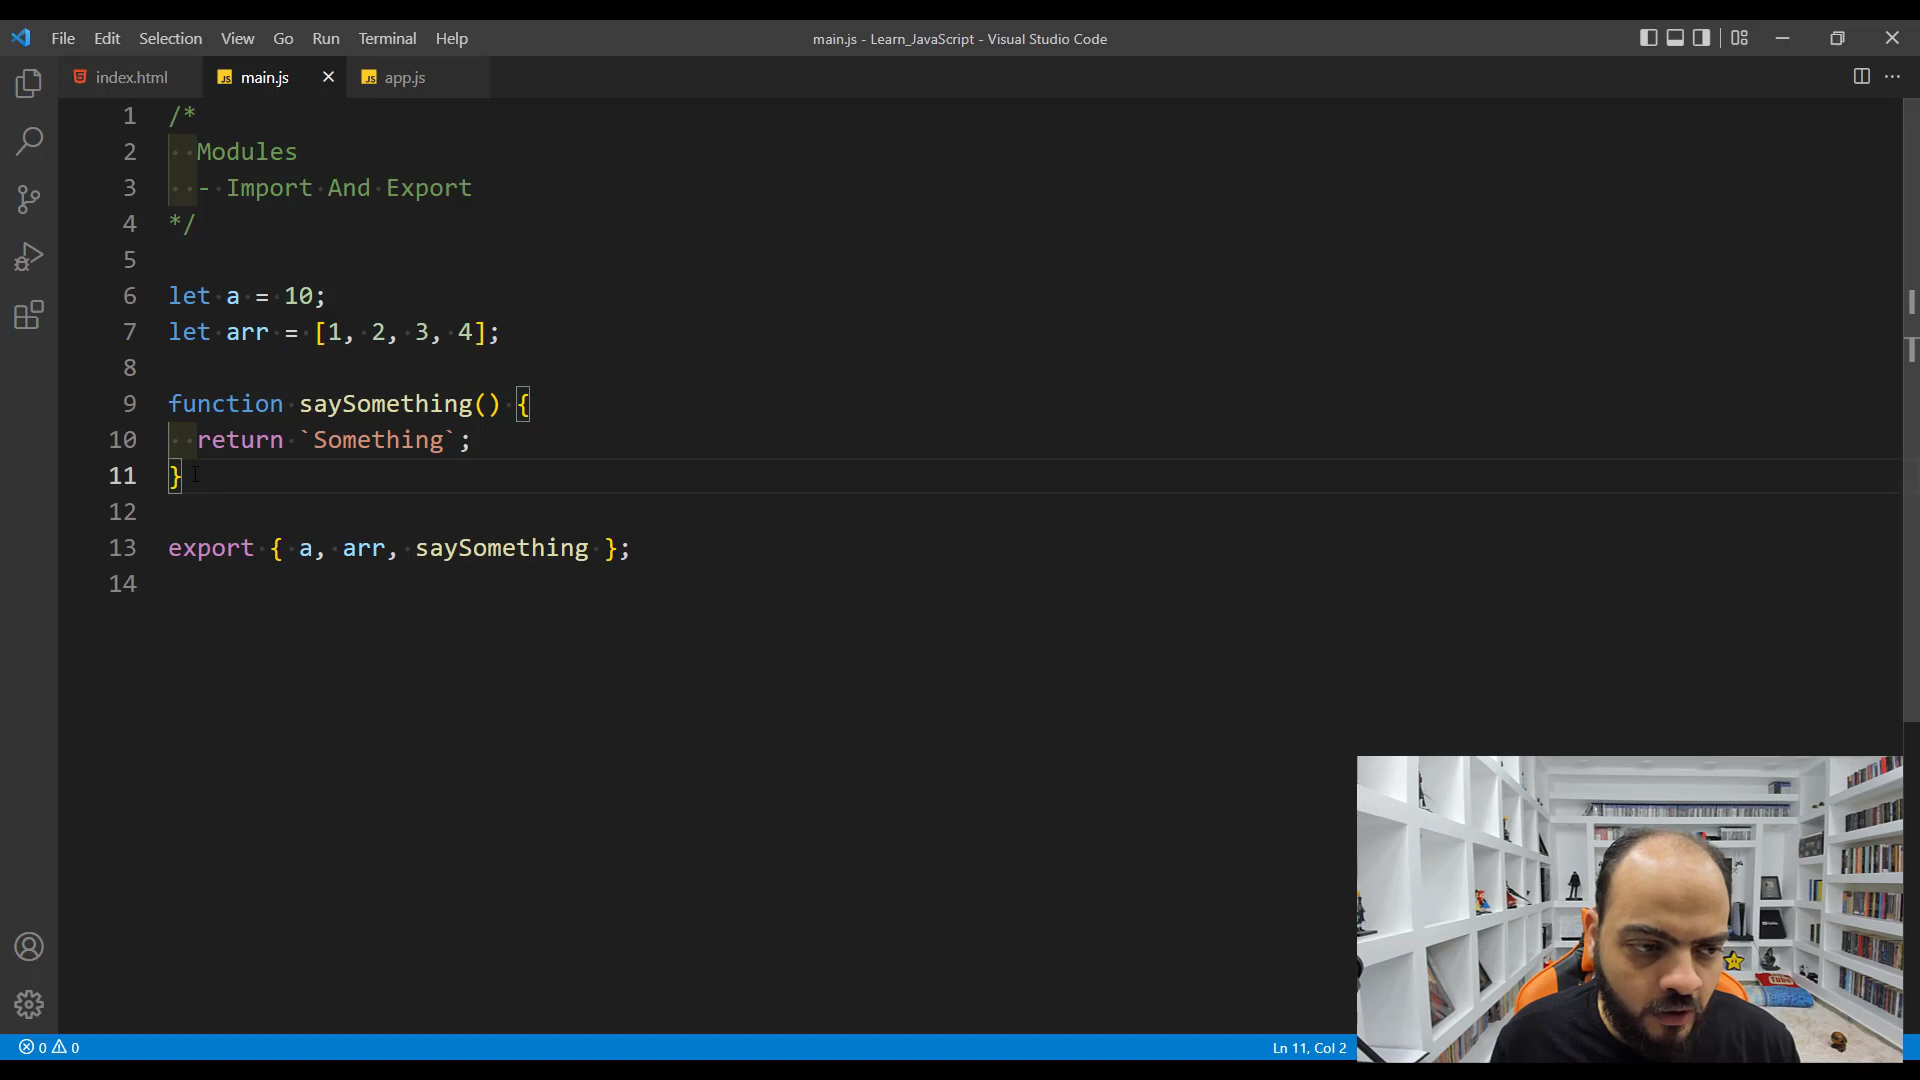 File Edit Selection View Go Run Terminal Help
main.js - Learn_JavaScript - Visual Studio Code
index.html
JS main.js
JS app.js
1 /*
2 Modules
3 - Import And Export
4 */
5
6 let a = 10;
7 let arr = [1, 2, 3, 4];
8
9 function saySomething() {
10 return `Something`;
11 }
12
13 export { a, arr, saySomething };
14
0 0
Ln 11, Col 2